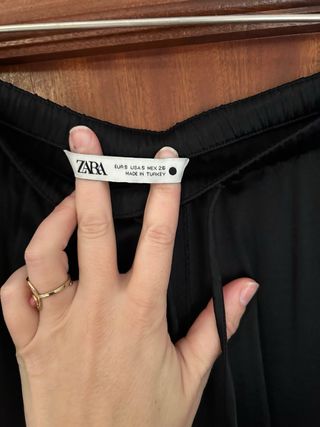 ZARA
EUR S USA S MEX 26
MADE IN TURKEY